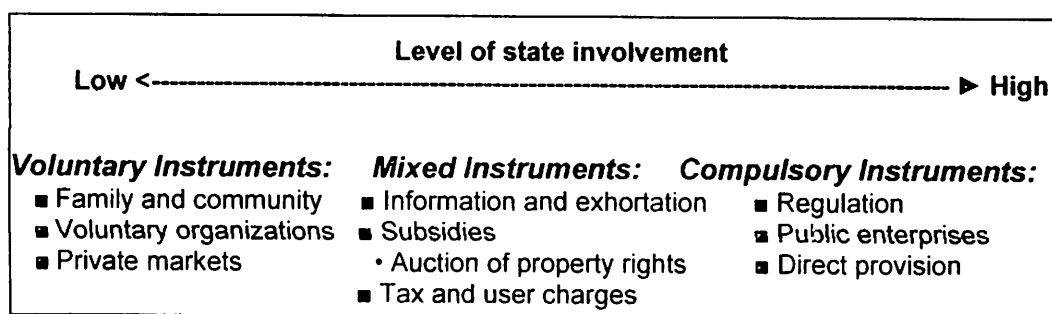 Level of state involvement
Low <------------------------------------------------► High
Voluntary Instruments:
■ Family and community
■ Voluntary organizations
■ Private markets
Mixed Instruments:
■ Information and exhortation
■ Subsidies
• Auction of property rights
■ Tax and user charges
Compulsory Instruments:
■ Regulation
■ Public enterprises
■ Direct provision